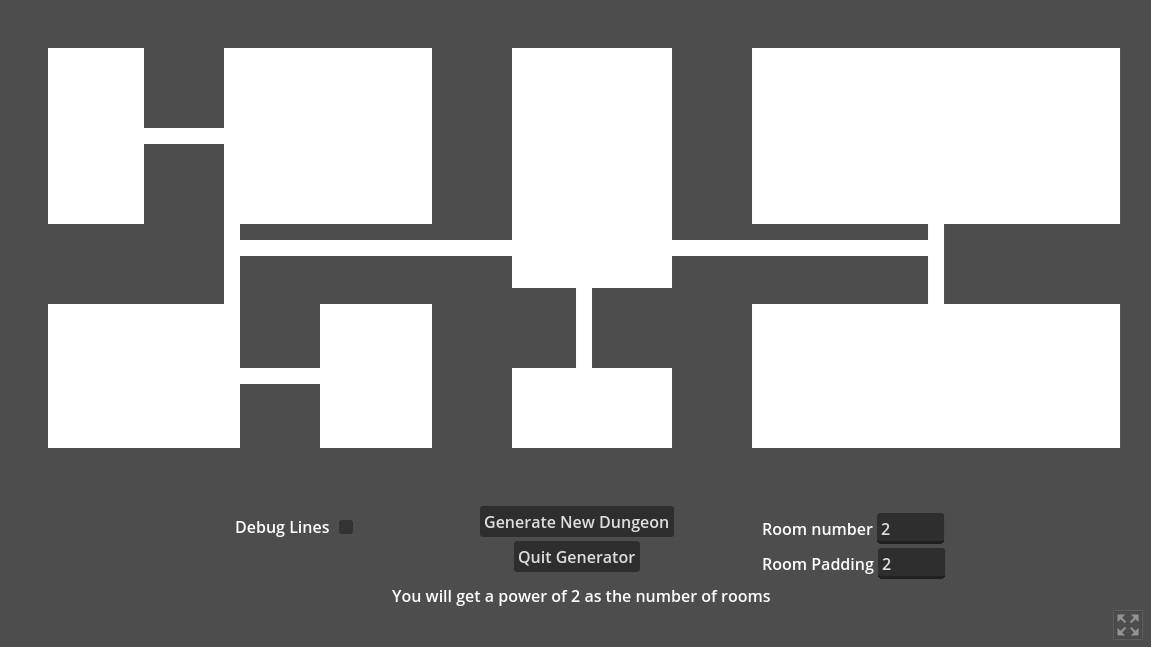 Debug Lines
Generate New Dungeon
Quit Generator
Room number 2
Room Padding 2
You will get a power of 2 as the number of rooms